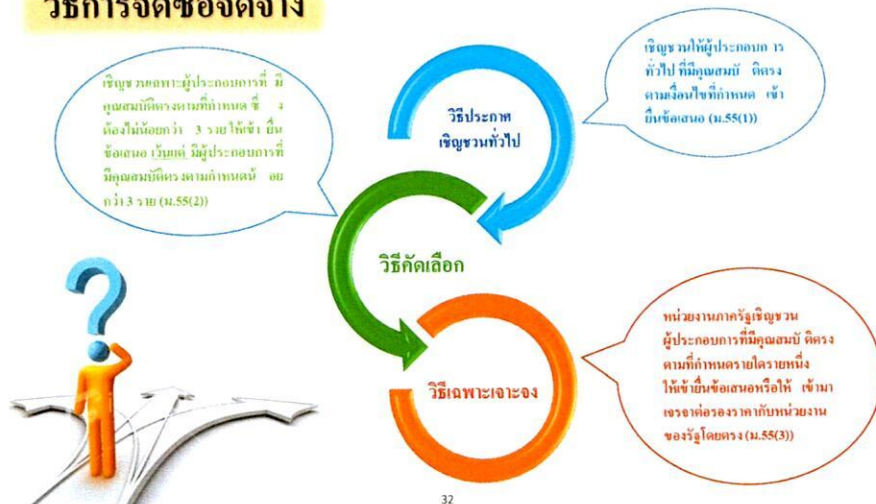 วิธีการจัดซื้อจัดจ้าง
เชิญชวนให้ผู้ประกอบก าร
ทั่วไป ที่มีคุณสมบั ติตรง
ตามเงื่อนไขที่กำหนด เข้า
ยื่นข้อเสนอ (ม.55(1))
วิธีประกาศ
เชิญชวนทั่วไป
เชิญชวนเฉพาะผู้ประกอบการที่ มี
คุณสมบัติตรงตามที่กำหนด ซึ่ ง
ต้องไม่น้อยกว่า 3 รายให้เข้า ยื่น
ข้อเสนอ เว้นแต่ มีผู้ประกอบการที่
มีคุณสมบัติตรงตามกำหนดน้ อย
กว่า 3 ราย (ม.55(2))
วิธีคัดเลือก
หน่วยงานภาครัฐเชิญชวน
ผู้ประกอบการที่มีคุณสมบั ติตรง
ตามที่กำหนดรายใดรายหนึ่ง
ให้เข้ายื่นข้อเสนอหรือให้ เข้ามา
เจรจาต่อรองราคากับหน่วยงาน
ของรัฐโดยตรง (ม.55(3))
วิธีเฉพาะเจาะจง
32